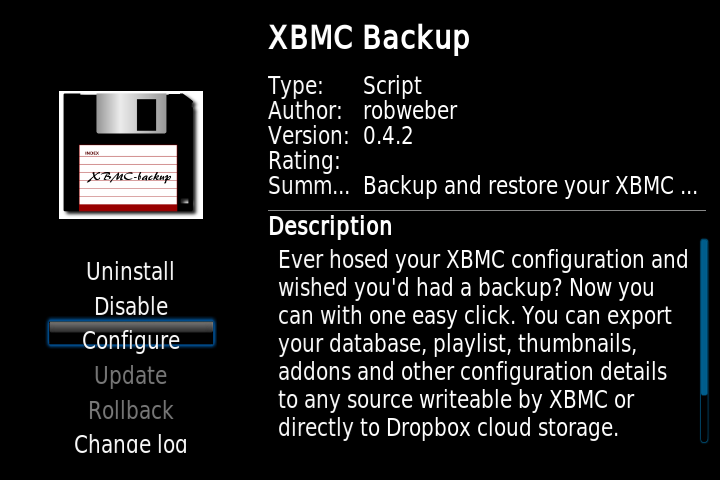 XBMC Backup
Type: Script
Author: robweber
Version: 0.4.2
Rating:
Summ... Backup and restore your XBMC ...
Description
Ever hosed your XBMC configuration and
wished you'd had a backup? Now you
can with one easy click. You can export
your database, playlist, thumbnails,
addons and other configuration details
to any source writeable by XBMC or
directly to Dropbox cloud storage.
INDEX
XBMC-backup
Uninstall
Disable
Configure
Update
Rollback
Change log